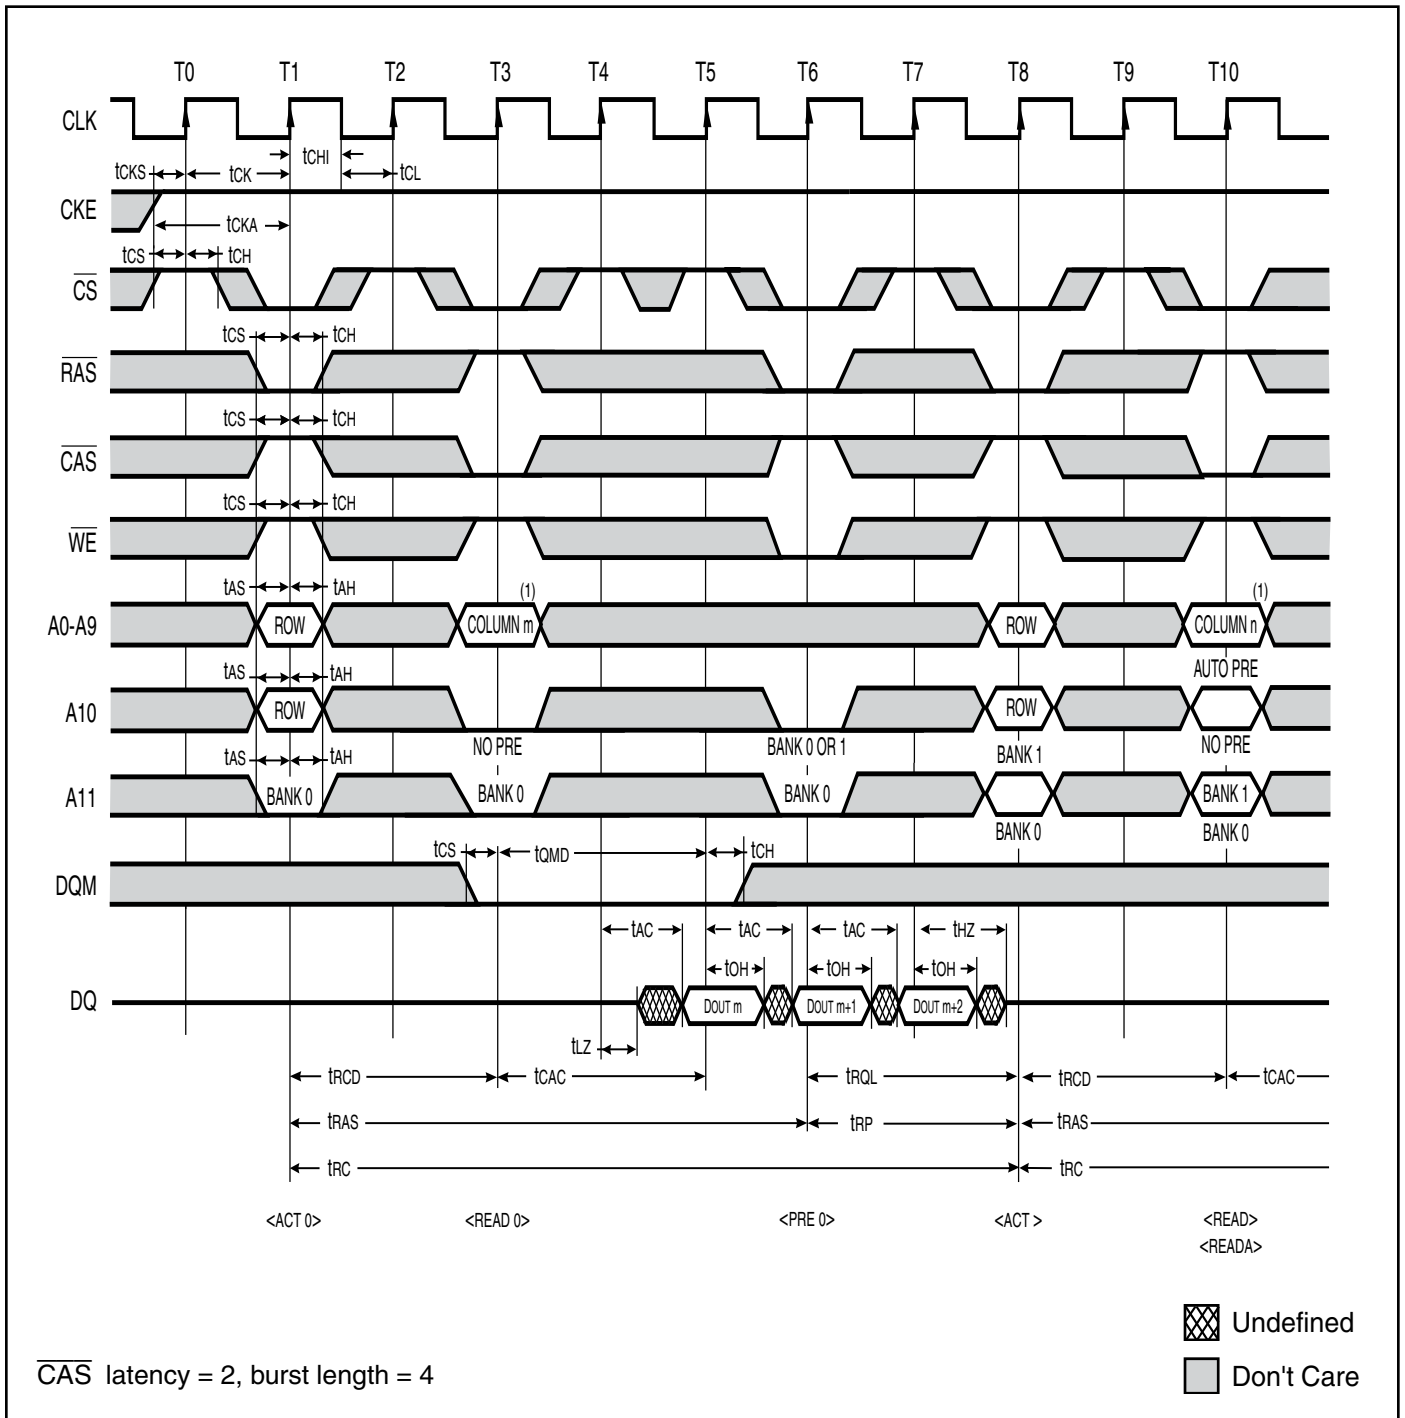 T0 T1 T2 T3 T4 T5 T6 T7 T8 T9 T10
CLK
tCHI
tCKS tCK tCL
CKE
tCKA
tCS tCH
CS
tCS tCH
RAS
tCS tCH
CAS
tCS tCH
WE
tAS tAH (1) (1)
A0-A9 ROW COLUMN m ROW COLUMN n
tAS tAH AUTO PRE
A10 ROW ROW
NO PRE BANK 0 OR 1 BANK 1 NO PRE
tAS tAH
A11 BANK 0 BANK 0 BANK 0 BANK 1
BANK 0 BANK 0
tCS tQMD tCH
DQM
tAC tAC tAC tHZ
tOH tOH tOH
DQ DOUT m DOUT m+1 DOUT m+2
tLZ
tRCD tCAC tRQL tRCD tCAC
tRAS tRP tRAS
tRC tRC
<ACT 0> <READ 0> <PRE 0> <ACT > <READ>
<READA>
Undefined
CAS latency = 2, burst length = 4
Don't Care